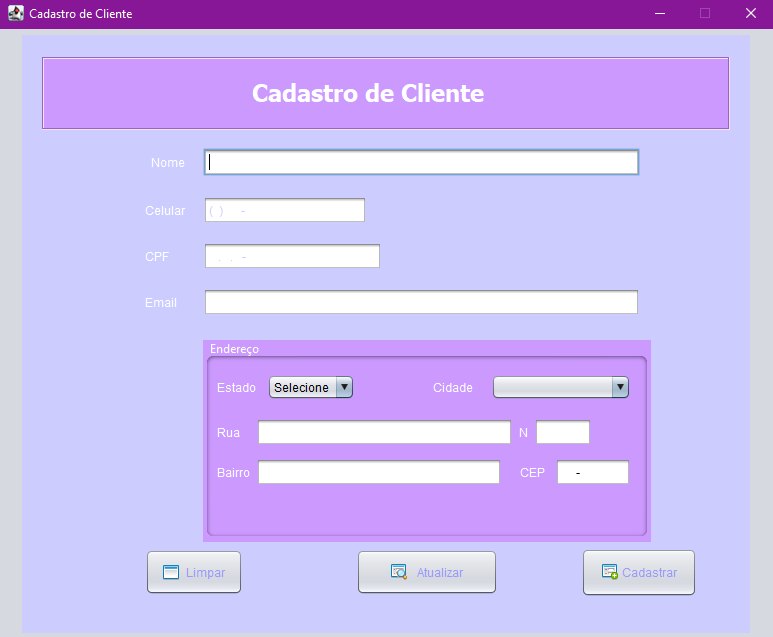 Cadastro de Cliente
Cadastro de Cliente
Nome
Celular ( ) -
CPF . . -
Email
Endereço
Estado Selecione Cidade
Rua N
Bairro CEP -
Limpar Atualizar Cadastrar